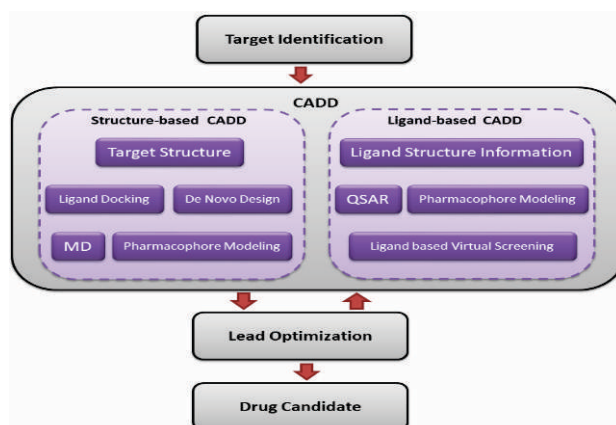 Target Identification
CADD
Structure-based CADD
Target Structure
Ligand Docking
De Novo Design
MD
Pharmacophore Modeling
Ligand-based CADD
Ligand Structure Information
QSAR
Pharmacophore Modeling
Ligand based Virtual Screening
Lead Optimization
Drug Candidate